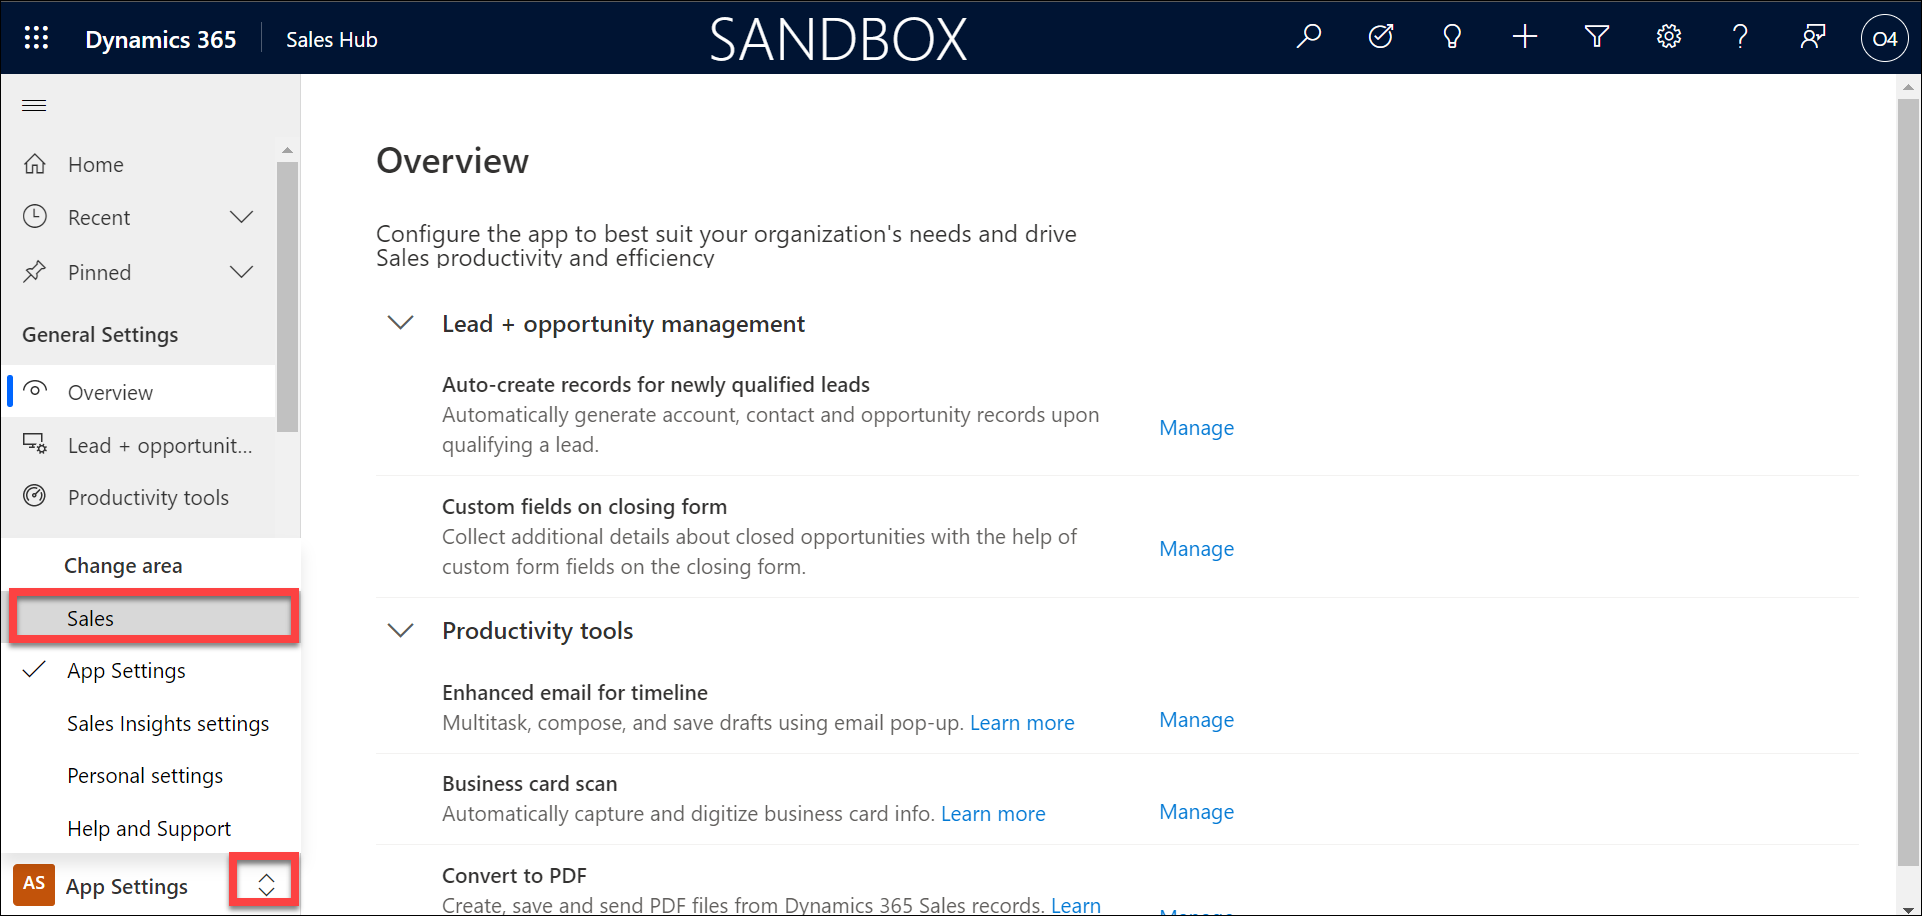 Dynamics 365
Sales Hub
SANDBOX
O4
Home
Recent
Pinned
General Settings
Overview
Lead + opportunit...
Productivity tools
Change area
Sales
App Settings
Sales Insights settings
Personal settings
Help and Support
AS
App Settings
Overview
Configure the app to best suit your organization's needs and drive
Sales productivity and efficiency
Lead + opportunity management
Auto-create records for newly qualified leads
Automatically generate account, contact and opportunity records upon
qualifying a lead.
Manage
Custom fields on closing form
Collect additional details about closed opportunities with the help of
custom form fields on the closing form.
Manage
Productivity tools
Enhanced email for timeline
Multitask, compose, and save drafts using email pop-up. Learn more
Manage
Business card scan
Automatically capture and digitize business card info. Learn more
Manage
Convert to PDF
Create, save and send PDF files from Dynamics 365 Sales records. Learn
Manage